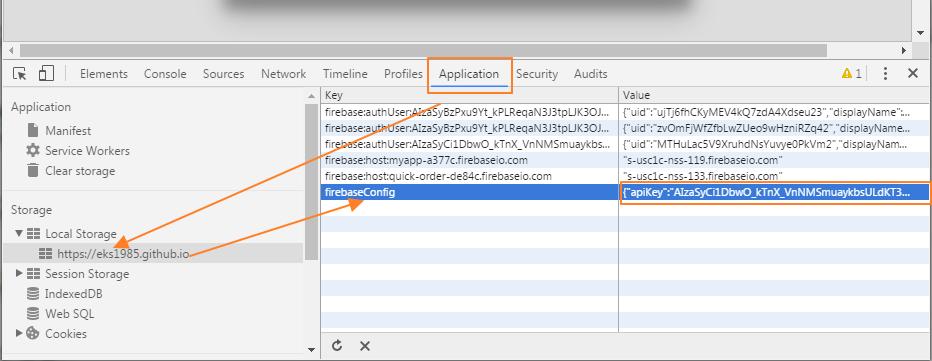 Elements Console Sources Network Timeline Profiles Application Security Audits 1
Application
Manifest
Service Workers
Clear storage
Storage
Local Storage
https://eks1985.github.io
Session Storage
IndexedDB
Web SQL
Cookies
Key Value
firebase:authUser:AIzaSyBzPxu9Yt_kPLReqaN3J3tpLJK3OJ... {"uid":"ujTj6fhCKyMEV4kQ7zdA4Xdseu23","displayName":...
firebase:authUser:AIzaSyBzPxu9Yt_kPLReqaN3J3tpLJK3OJ... {"uid":"zvOmFjWfZfbLwZUeo9wHzniRZq42","displayName"...
firebase:authUser:AIzaSyCi1DbwO_kTnX_VnNMSmuaykbs... {"uid":"MTHuLac5V9XruhdNsYuvye0PkVm2","displayNam...
firebase:host:myapp-a377c.firebaseio.com "s-usc1c-nss-119.firebaseio.com"
firebase:host:quick-order-de84c.firebaseio.com "s-usc1c-nss-133.firebaseio.com"
firebaseConfig {"apiKey":"AIzaSyCi1DbwO_kTnX_VnNMSmuaykbsULdKT3...